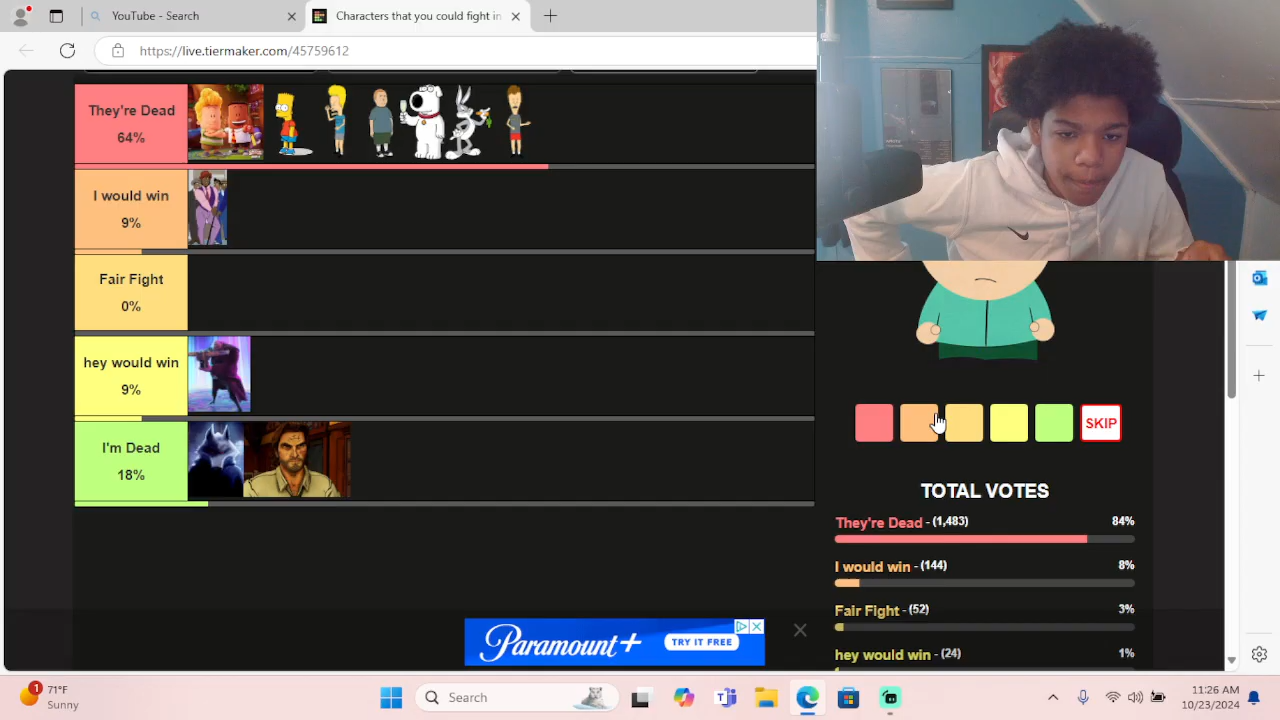 YouTube - Search
Characters that you could fight in
https://live.tiermaker.com/45759612
They're Dead
64%
I would win
9%
Fair Fight
0%
hey would win
9%
I'm Dead
18%
SKIP
TOTAL VOTES
They're Dead - (1,483) 84%
I would win - (144) 8%
Fair Fight - (52) 3%
hey would win - (24) 1%
Paramount+
TRY IT FREE
1
71°F
Sunny
Search
11:26 AM
10/23/2024